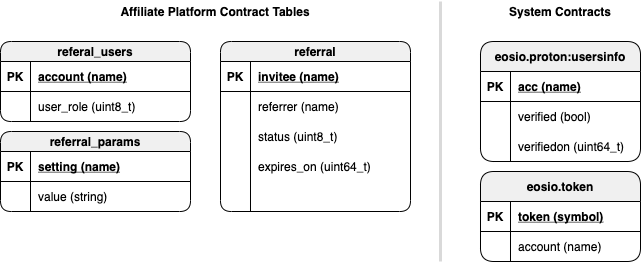 Affiliate Platform Contract Tables
System Contracts
referal_users
PK account (name)
user_role (uint8_t)
referral_params
PK setting (name)
value (string)
referral
PK invitee (name)
referrer (name)
status (uint8_t)
expires_on (uint64_t)
eosio.proton:usersinfo
PK acc (name)
verified (bool)
verifiedon (uint64_t)
eosio.token
PK token (symbol)
account (name)